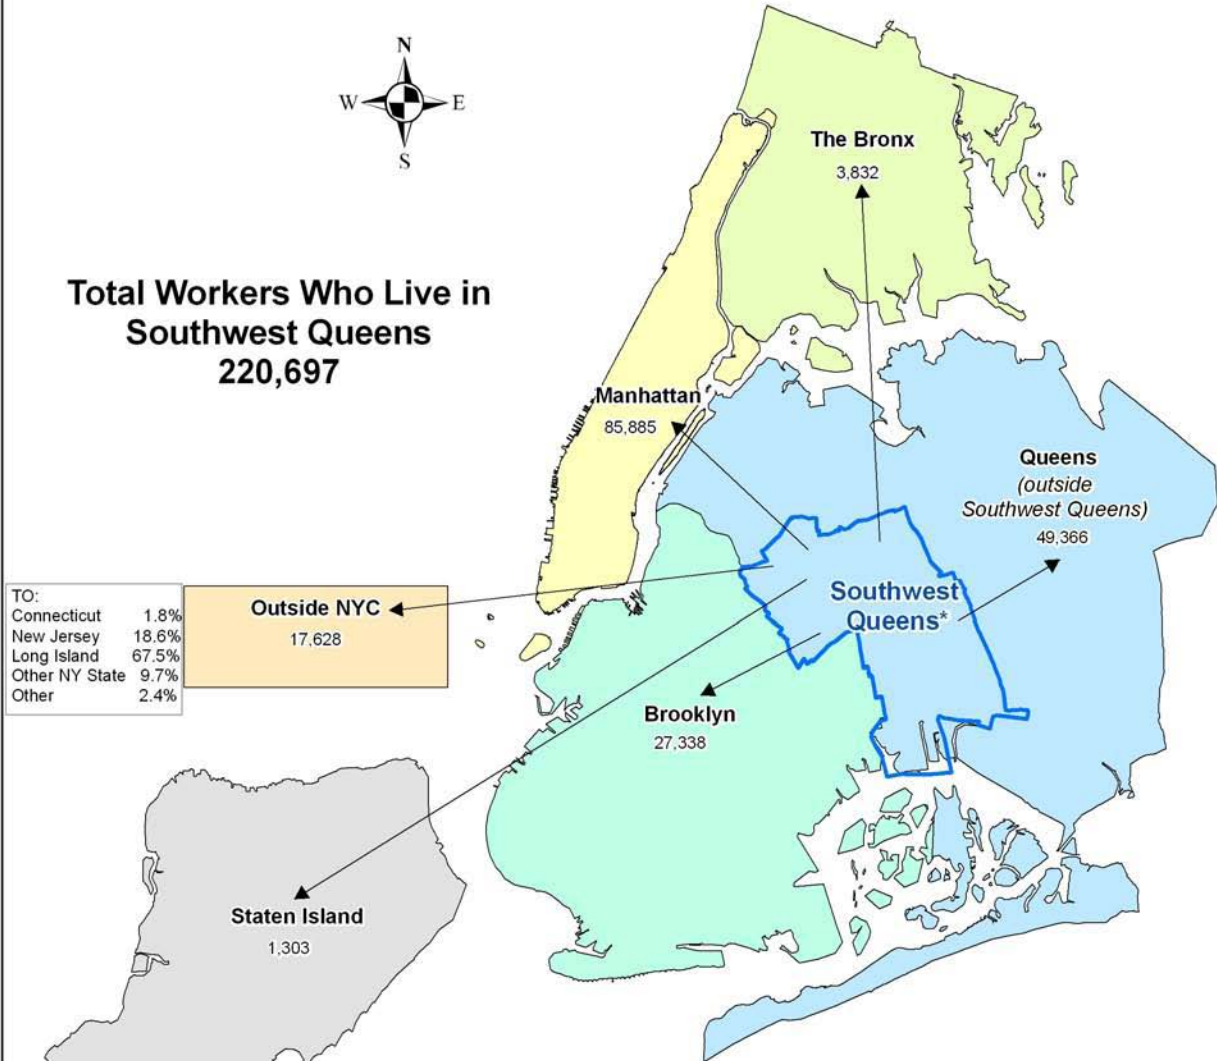 N
W E
S
Total Workers Who Live in
Southwest Queens
220,697
The Bronx
3,832
Manhattan
85,885
Queens
(outside
Southwest Queens)
49,366
Southwest
Queens*
TO:
Connecticut 1.8%
New Jersey 18.6%
Long Island 67.5%
Other NY State 9.7%
Other 2.4%
Outside NYC
17,628
Brooklyn
27,338
Staten Island
1,303